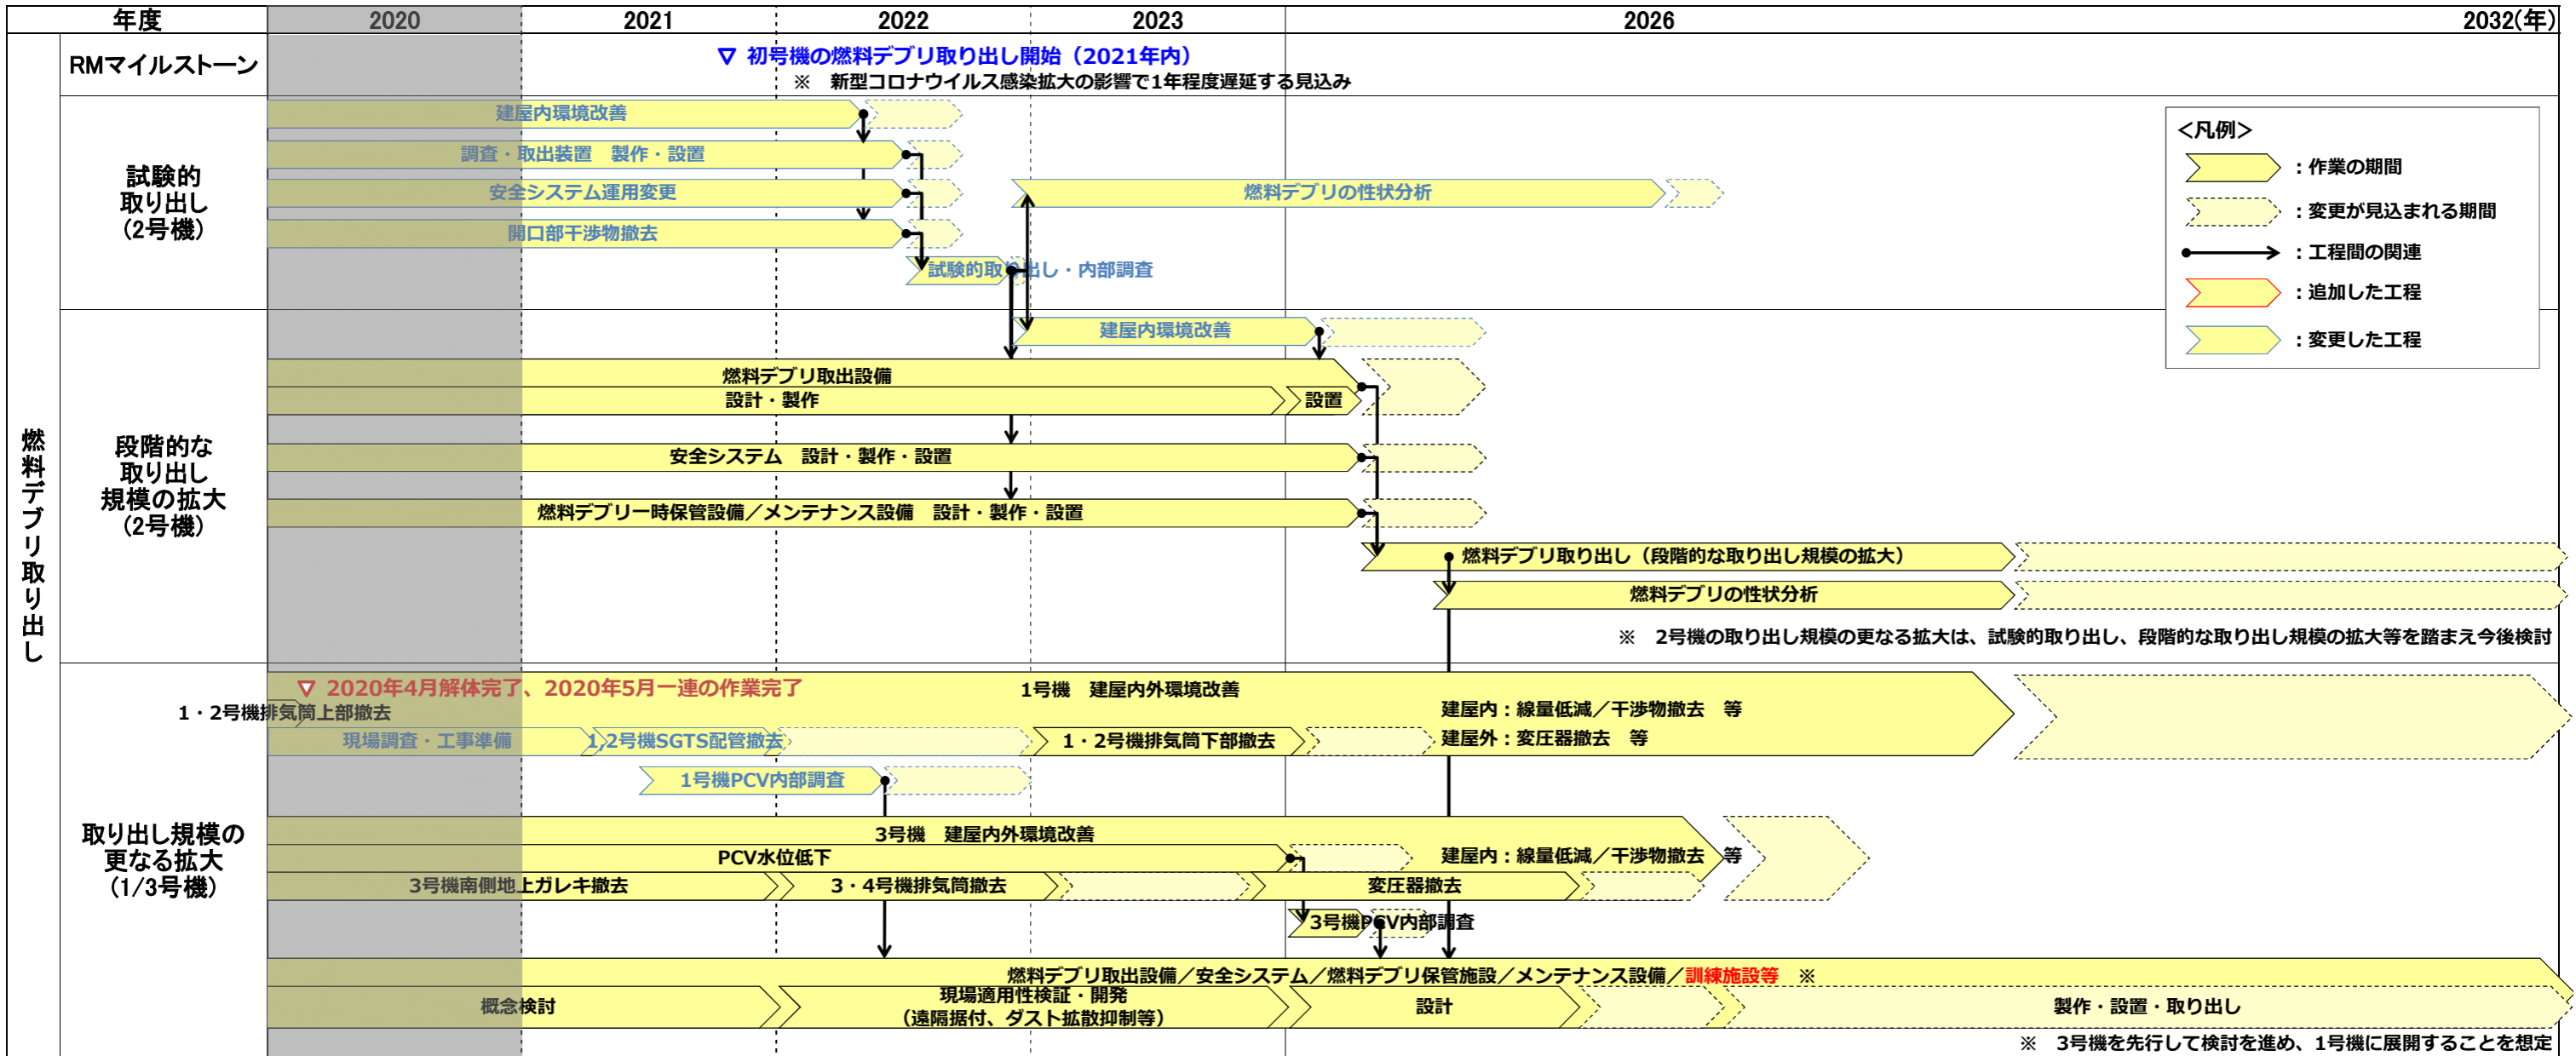 年度
2020
2021
2022
2023
2026
2032(年)
燃料デブリ取り出し
RMマイルストーン
▽ 初号機の燃料デブリ取り出し開始（2021年内）
※ 新型コロナウイルス感染拡大の影響で1年程度遅延する見込み
試験的
取り出し
(2号機)
建屋内環境改善
調査・取出装置 製作・設置
安全システム運用変更
燃料デブリの性状分析
開口部干渉物撤去
試験的取り出し・内部調査
＜凡例＞
：作業の期間
：変更が見込まれる期間
：工程間の関連
：追加した工程
：変更した工程
段階的な
取り出し
規模の拡大
(2号機)
建屋内環境改善
燃料デブリ取出設備
設計・製作
設置
安全システム 設計・製作・設置
燃料デブリ一時保管設備／メンテナンス設備 設計・製作・設置
燃料デブリ取り出し（段階的な取り出し規模の拡大）
燃料デブリの性状分析
※ 2号機の取り出し規模の更なる拡大は、試験的取り出し、段階的な取り出し規模の拡大等を踏まえ今後検討
取り出し規模の
更なる拡大
(1/3号機)
▽ 2020年4月解体完了、2020年5月一連の作業完了
1号機 建屋内外環境改善
1・2号機排気筒上部撤去
建屋内：線量低減／干渉物撤去 等
現場調査・工事準備
1,2号機SGTS配管撤去
1・2号機排気筒下部撤去
建屋外：変圧器撤去 等
1号機PCV内部調査
3号機 建屋内外環境改善
PCV水位低下
建屋内：線量低減／干渉物撤去 等
3号機南側地上ガレキ撤去
3・4号機排気筒撤去
変圧器撤去
3号機PCV内部調査
燃料デブリ取出設備／安全システム／燃料デブリ保管施設／メンテナンス設備／訓練施設等 ※
概念検討
現場適用性検証・開発
（遠隔据付、ダスト拡散抑制等）
設計
製作・設置・取り出し
※ 3号機を先行して検討を進め、1号機に展開することを想定